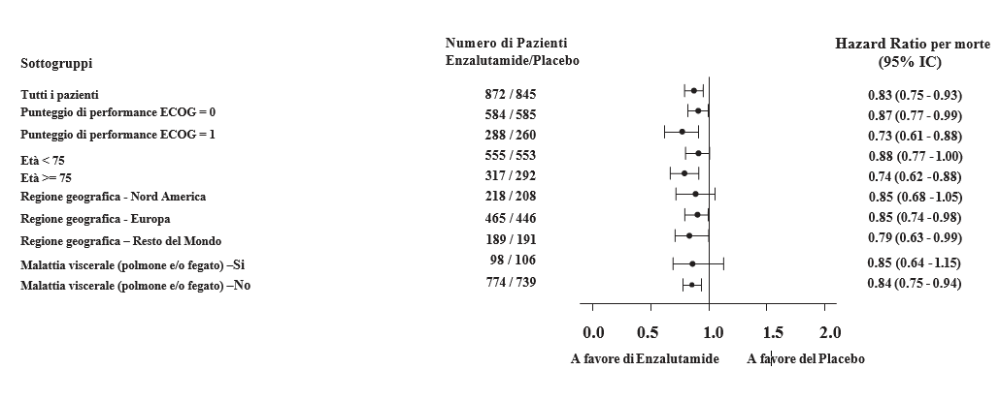 Sottogruppi Numero di Pazienti Hazard Ratio per morte
Enzalutamide/Placebo (95% IC)
Tutti i pazienti 872 / 845 0.83 (0.75 - 0.93)
Punteggio di performance ECOG = 0 584 / 585 0.87 (0.77 - 0.99)
Punteggio di performance ECOG = 1 288 / 260 0.73 (0.61 - 0.88)
Età < 75 555 / 553 0.88 (0.77 - 1.00)
Età >= 75 317 / 292 0.74 (0.62 - 0.88)
Regione geografica - Nord America 218 / 208 0.85 (0.68 - 1.05)
Regione geografica - Europa 465 / 446 0.85 (0.74 - 0.98)
Regione geografica – Resto del Mondo 189 / 191 0.79 (0.63 - 0.99)
Malattia viscerale (polmone e/o fegato) –Si 98 / 106 0.85 (0.64 - 1.15)
Malattia viscerale (polmone e/o fegato) –No 774 / 739 0.84 (0.75 - 0.94)
0.0 0.5 1.0 1.5 2.0
A favore di Enzalutamide A favore del Placebo